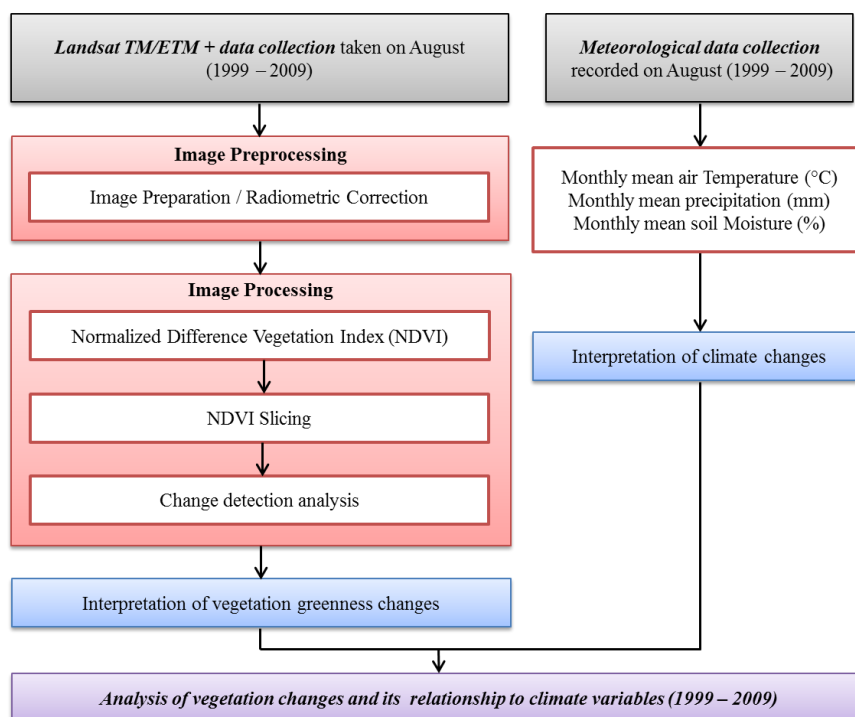 Landsat TM/ETM + data collection taken on August
(1999 – 2009)
Meteorological data collection
recorded on August (1999 – 2009)
Image Preprocessing
Image Preparation / Radiometric Correction
Monthly mean air Temperature (°C)
Monthly mean precipitation (mm)
Monthly mean soil Moisture (%)
Image Processing
Normalized Difference Vegetation Index (NDVI)
NDVI Slicing
Change detection analysis
Interpretation of climate changes
Interpretation of vegetation greenness changes
Analysis of vegetation changes and its relationship to climate variables (1999 – 2009)